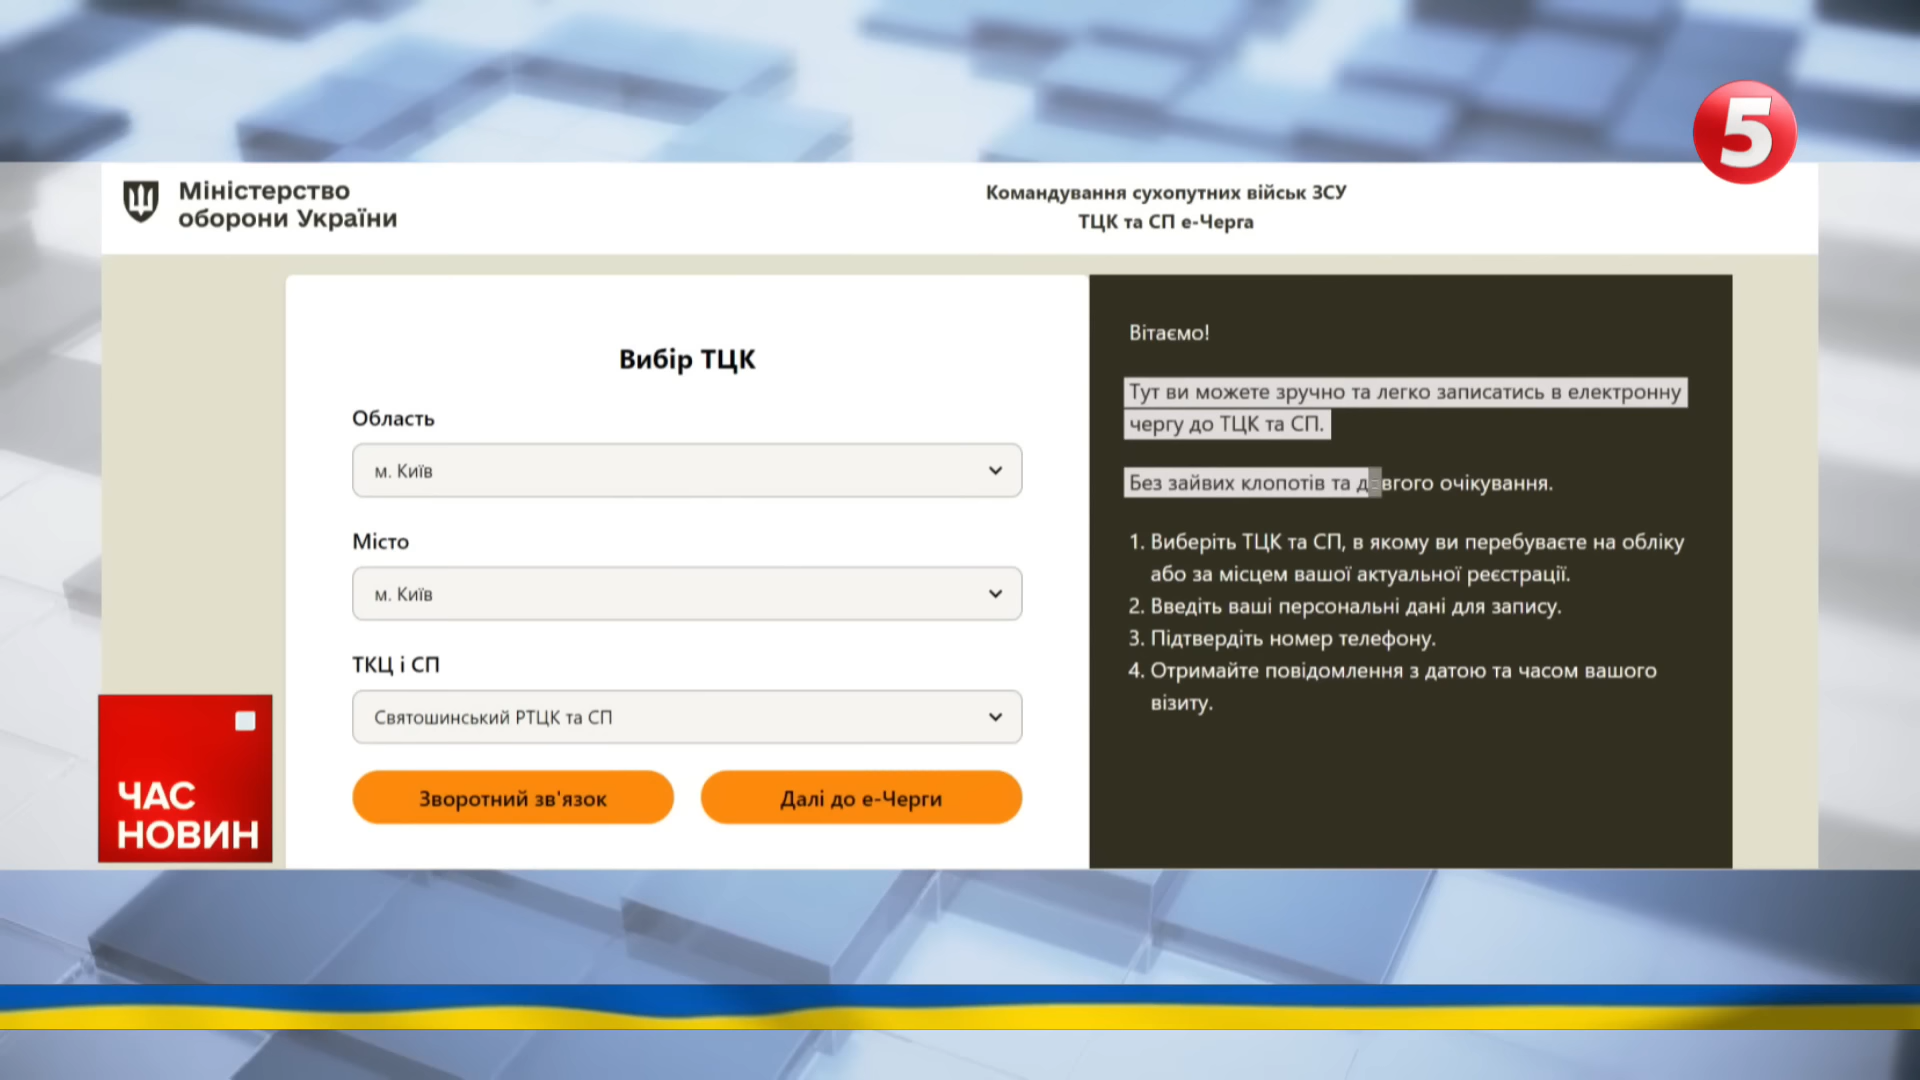 5
Міністерство
оборони України
Командування сухопутних військ ЗСУ
ТЦК та СП е-Черга
Вибір ТЦК
Область
м. Київ
Місто
м. Київ
ТКЦ і СП
Святошинський РТЦК та СП
Зворотний зв'язок
Далі до е-Черги
Вітаємо!
Тут ви можете зручно та легко записатись в електронну
чергу до ТЦК та СП.
Без зайвих клопотів та довгого очікування.
1. Виберіть ТЦК та СП, в якому ви перебуваєте на обліку
або за місцем вашої актуальної реєстрації.
2. Введіть ваші персональні дані для запису.
3. Підтвердіть номер телефону.
4. Отримайте повідомлення з датою та часом вашого
візиту.
ЧАС
НОВИН